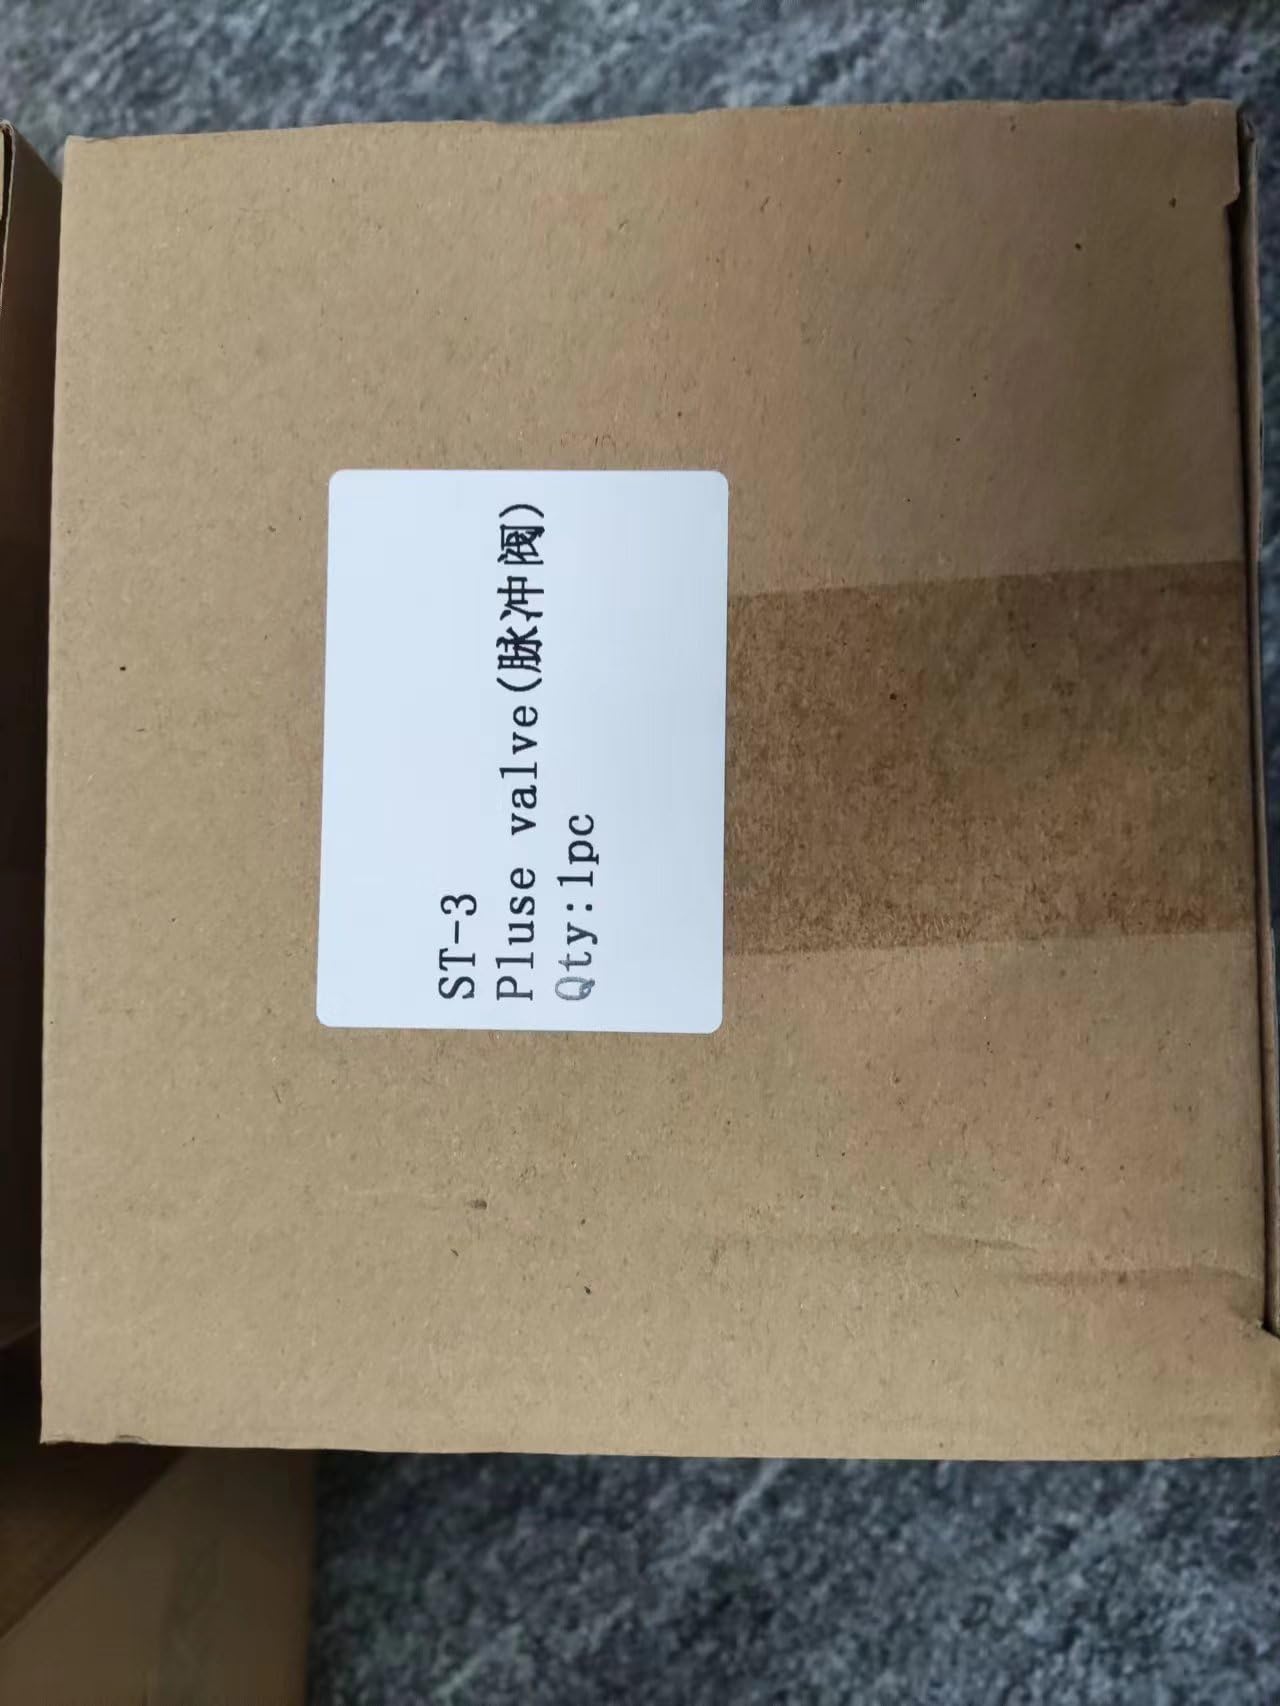 ST-3
Pluse valve(脉冲阀)
Qty:1pc